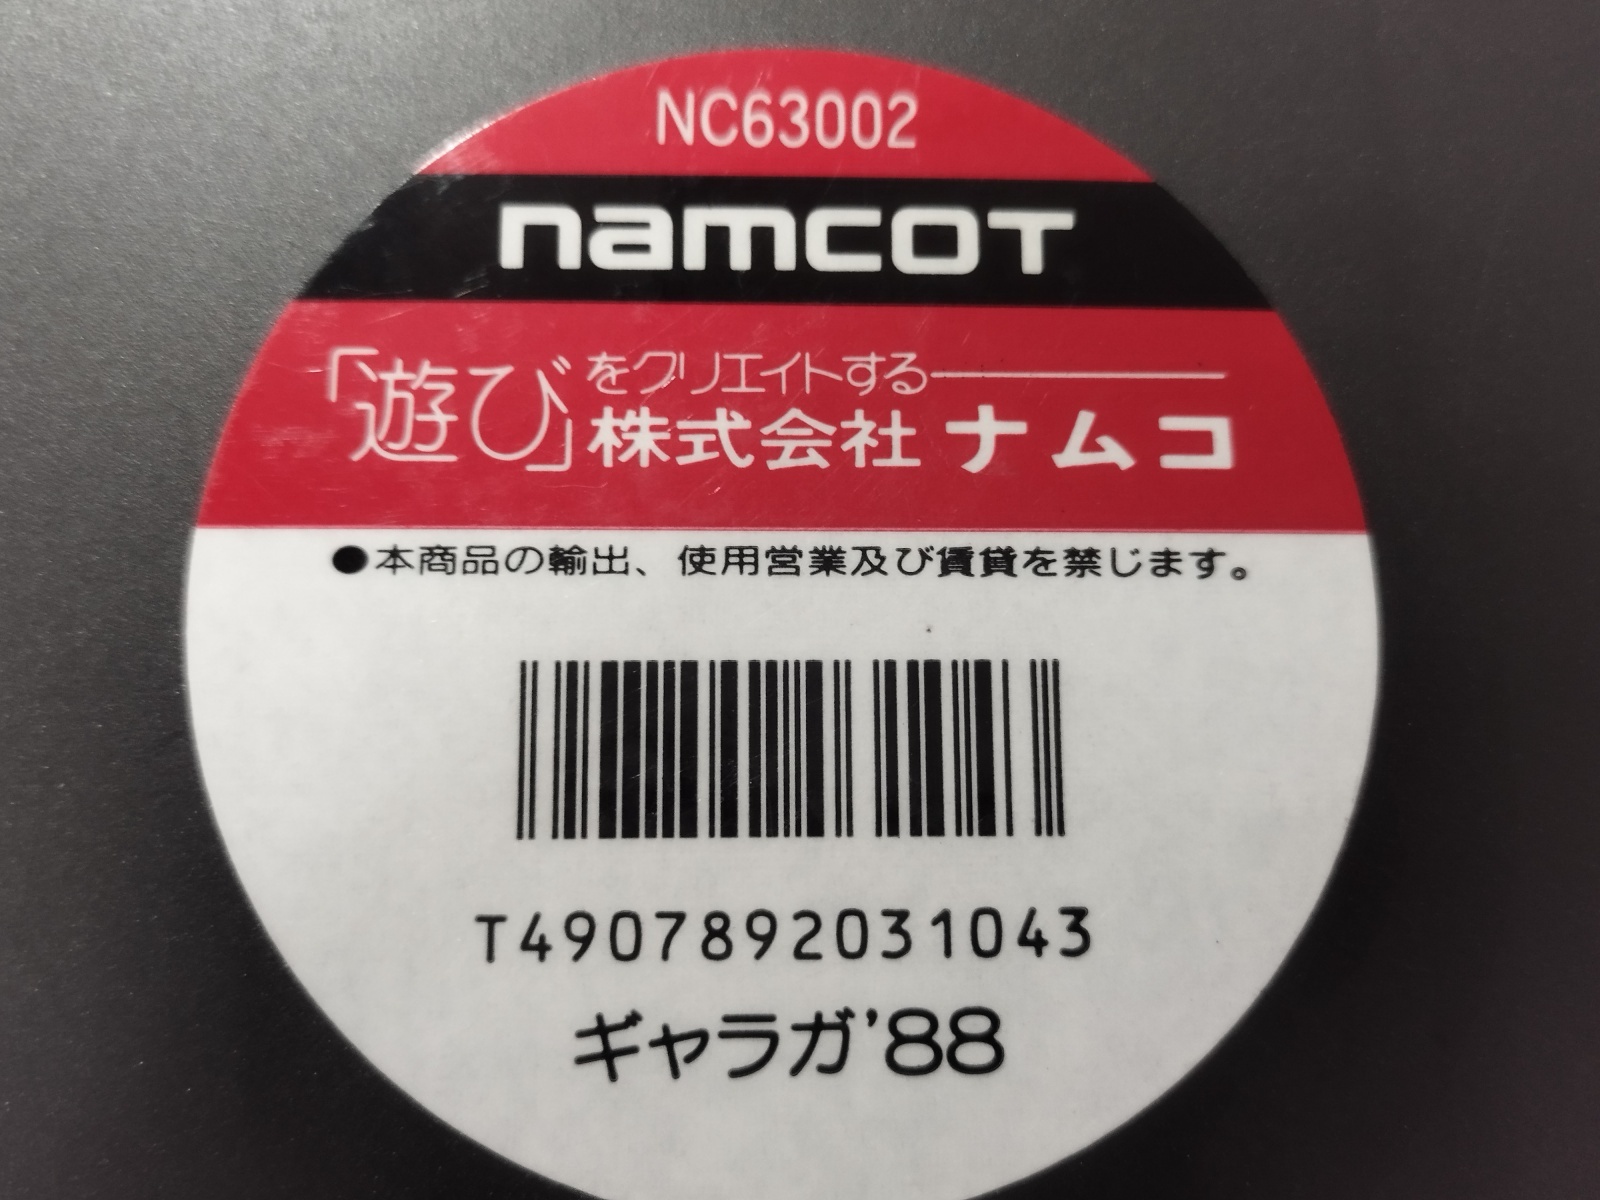 NC63002
namcot
「遊び」をクリエイトする
株式会社ナムコ
●本商品の輸出、使用営業及び賃貸を禁じます。
T4907892031043
ギャラガ'88